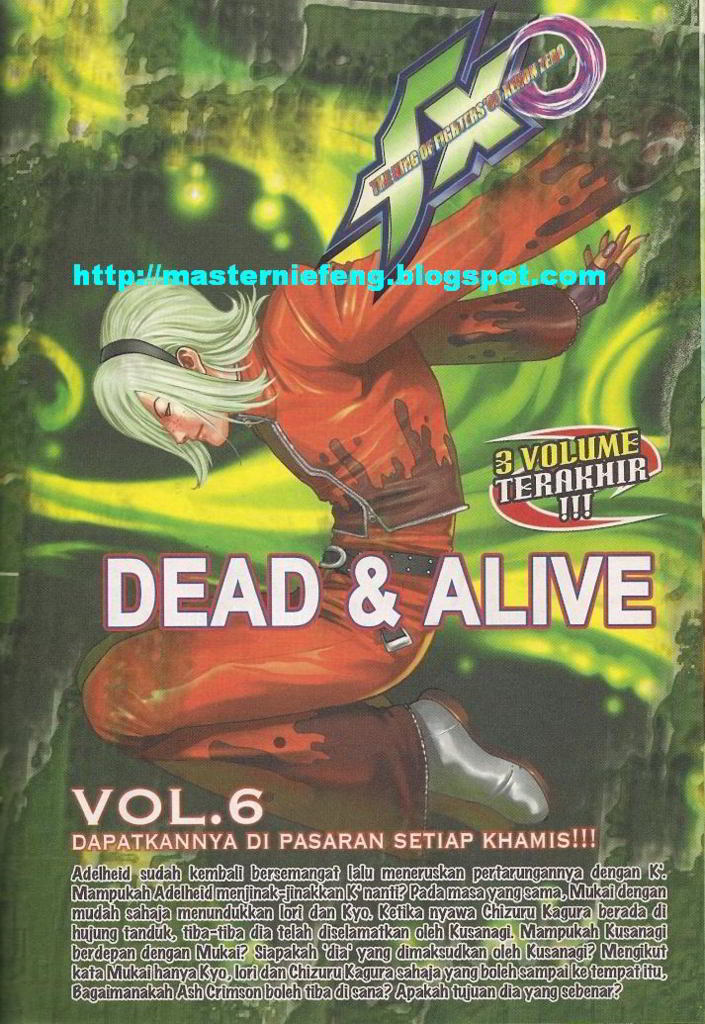 THE KING OF FIGHTERS XENON ZERO
http://masterniefeng.blogspot.com
3 VOLUME
TERAKHIR
!!!
DEAD & ALIVE
VOL.6
DAPATKANNYA DI PASARAN SETIAP KHAMIS!!!
Adelheid sudah kembali bersemangat lalu meneruskan pertarungannya dengan K'.
Mampukah Adelheid menjinak-jinakkan K' nanti? Pada masa yang sama, Mukai dengan
mudah sahaja menundukkan Iori dan Kyo. Ketika nyawa Chizuru Kagura berada di
hujung tanduk, tiba-tiba dia telah diselamatkan oleh Kusanagi. Mampukah Kusanagi
berdepan dengan Mukai? Siapakah 'dia' yang dimaksudkan oleh Kusanagi? Mengikut
kata Mukai hanya Kyo, Iori dan Chizuru Kagura sahaja yang boleh sampai ke tempat itu,
Bagaimanakah Ash Crimson boleh tiba di sana? Apakah tujuan dia yang sebenar?